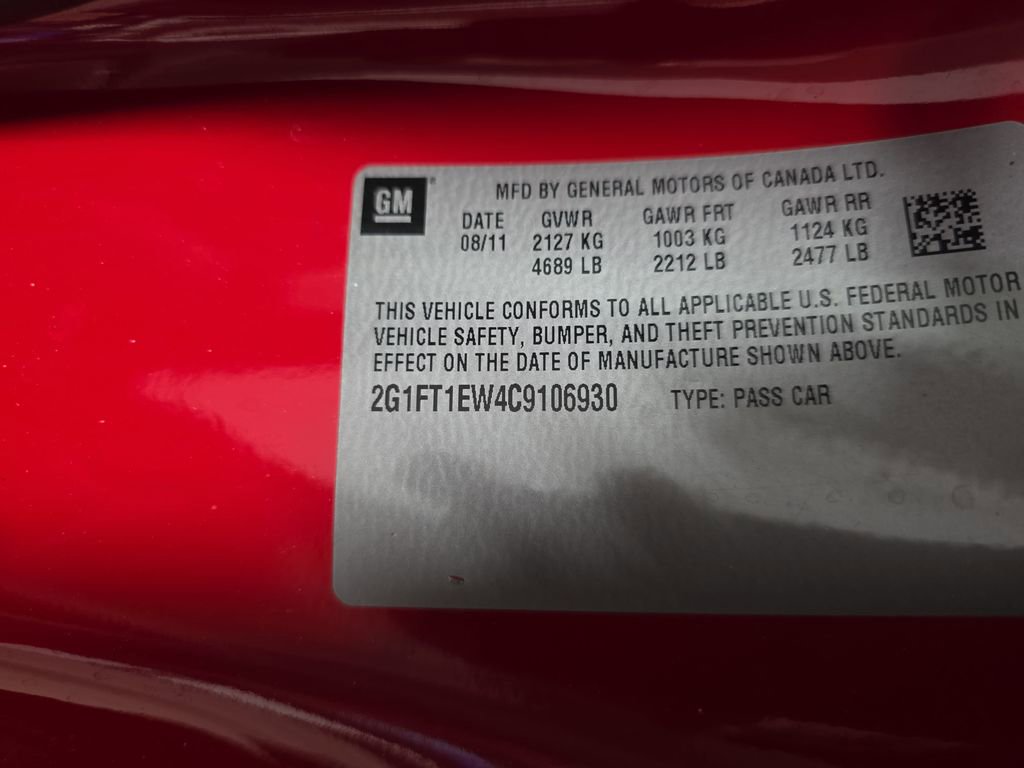 GM
MFD BY GENERAL MOTORS OF CANADA LTD.
DATE GVWR GAWR FRT GAWR RR
08/11 2127 KG 1003 KG 1124 KG
4689 LB 2212 LB 2477 LB
THIS VEHICLE CONFORMS TO ALL APPLICABLE U.S. FEDERAL MOTOR
VEHICLE SAFETY, BUMPER, AND THEFT PREVENTION STANDARDS IN
EFFECT ON THE DATE OF MANUFACTURE SHOWN ABOVE.
2G1FT1EW4C9106930 TYPE: PASS CAR